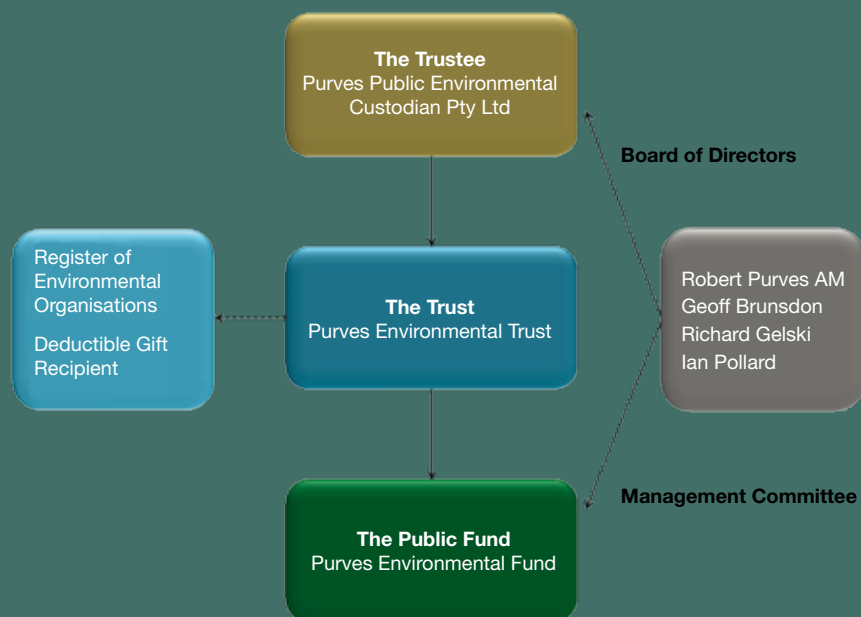 The Trustee
Purves Public Environmental
Custodian Pty Ltd
Board of Directors
Register of
Environmental
Organisations
Deductible Gift
Recipient
The Trust
Purves Environmental Trust
Robert Purves AM
Geoff Brunsdon
Richard Gelski
Ian Pollard
Management Committee
The Public Fund
Purves Environmental Fund